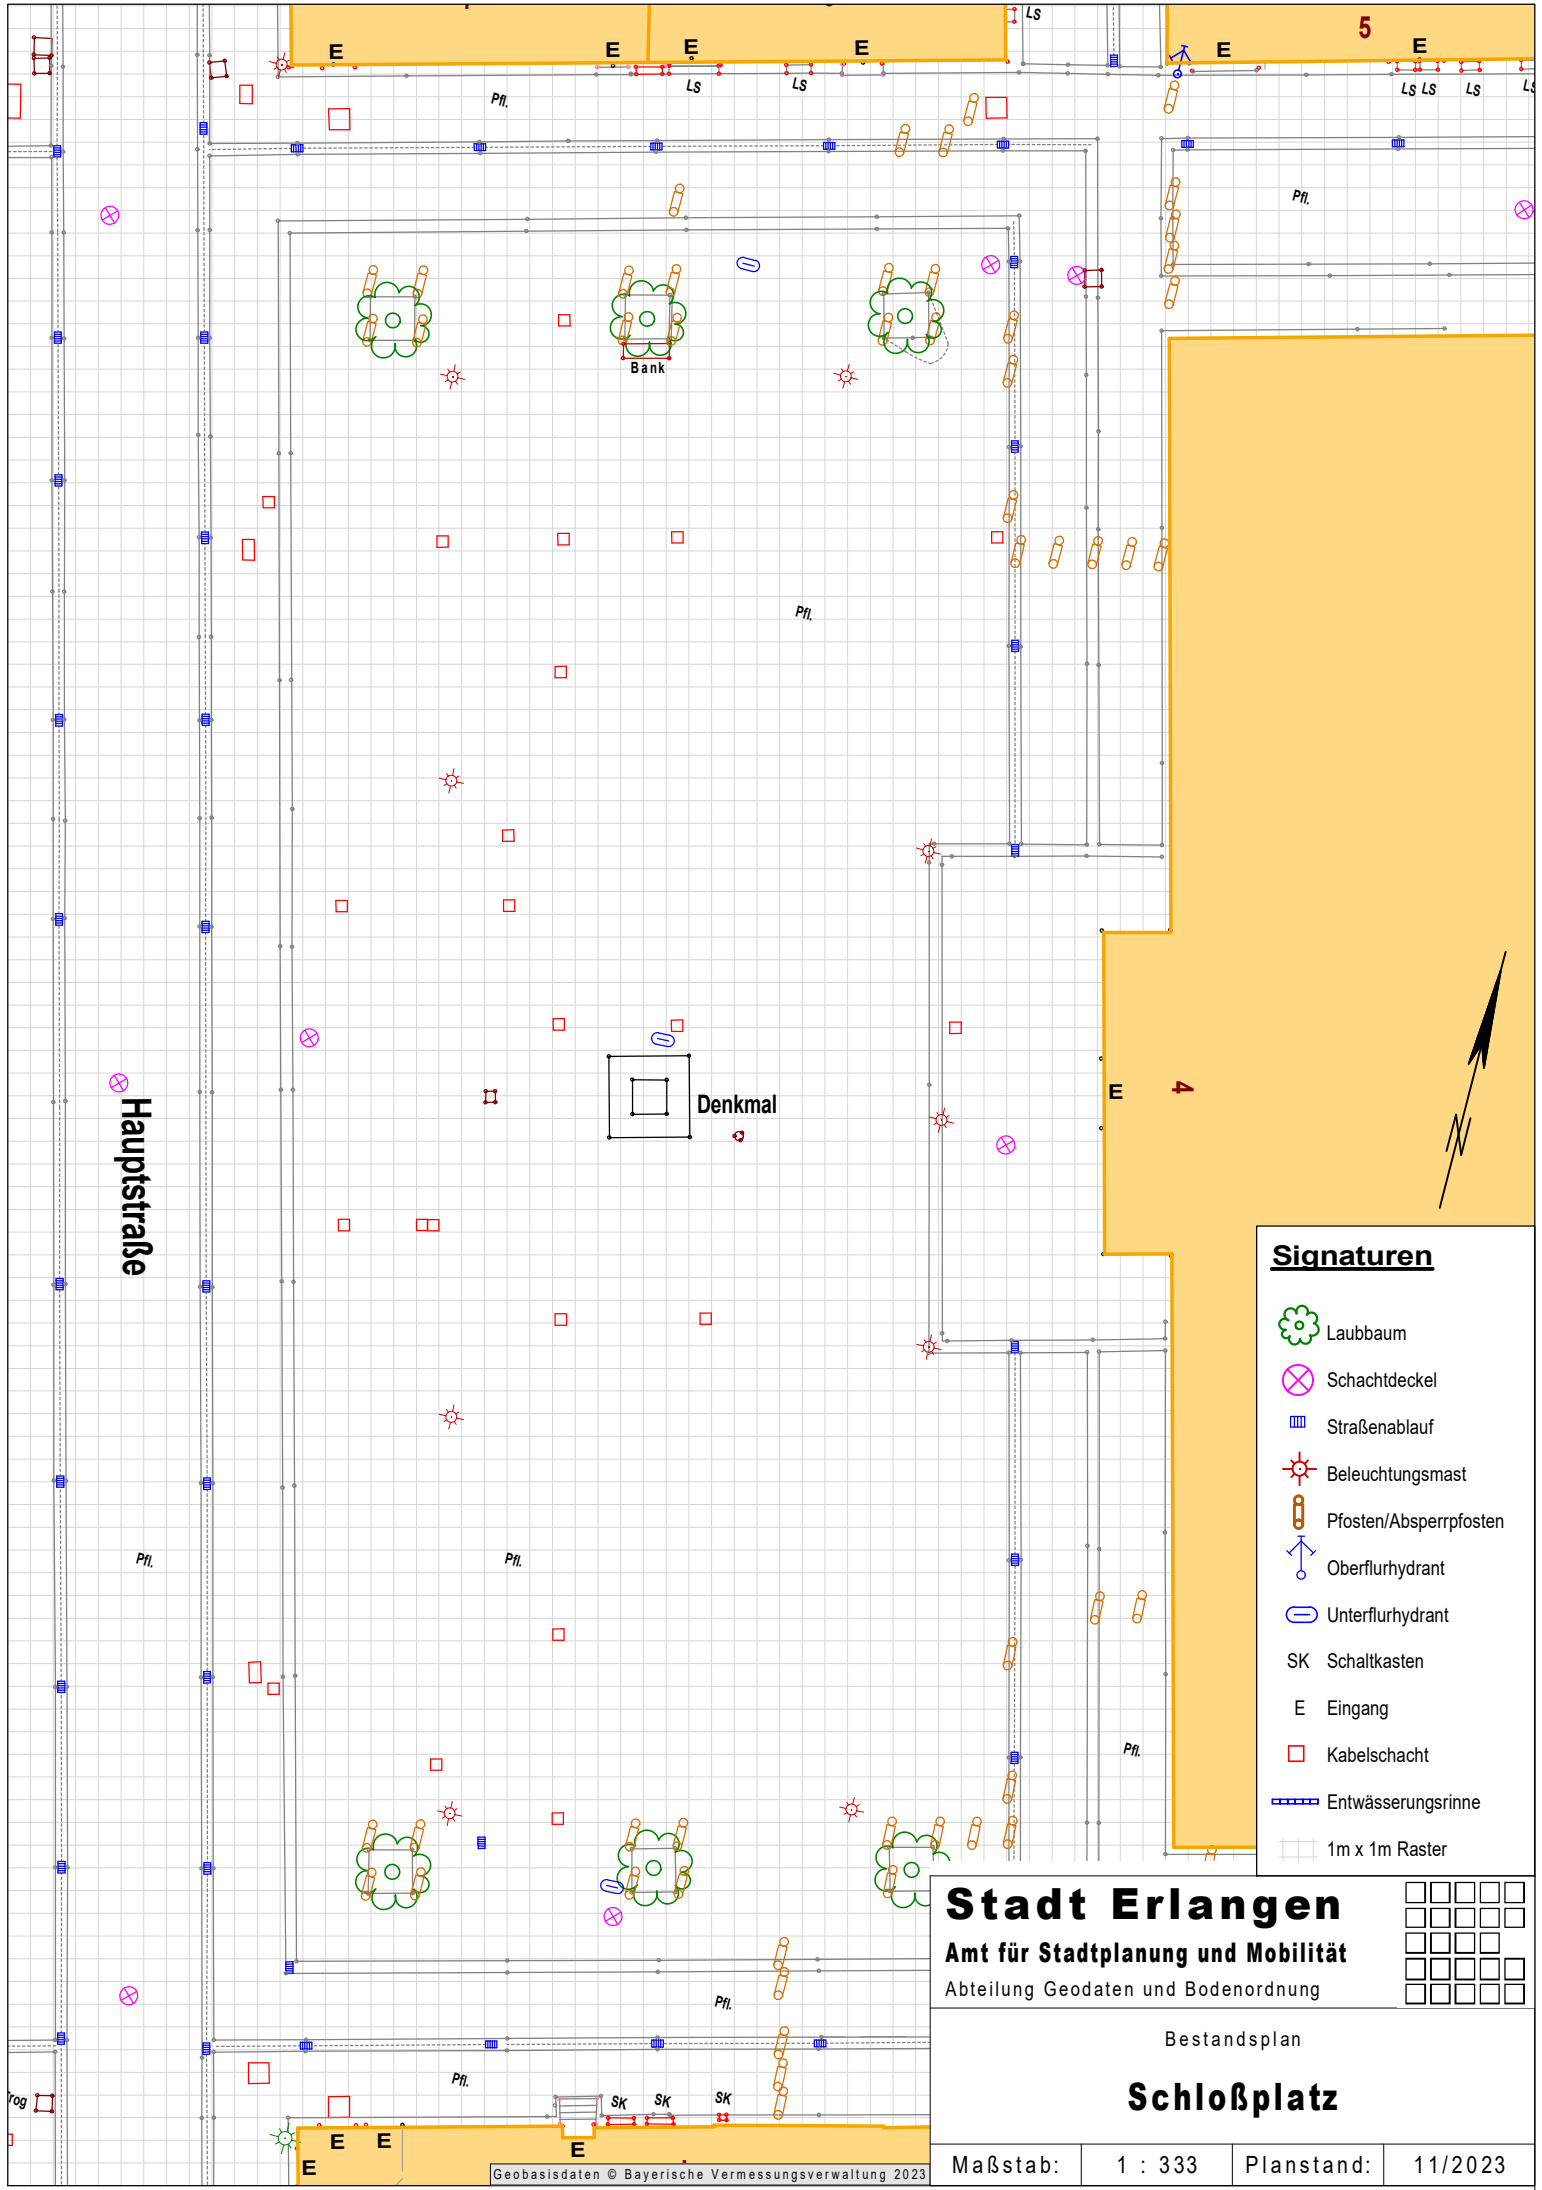 5
E
E
E
E
E
E
LS
LS
LS
LS LS
LS
Pfl.
Pfl.
Bank
Pfl.
Denkmal
E
4
Hauptstraße
Pfl.
Pfl.
Pfl.
Pfl.
Pfl.
SK
SK
SK
E
E
E
E
Signaturen
Laubbaum
Schachtdeckel
Straßenablauf
Beleuchtungsmast
Pfosten/Absperrpfosten
Oberflurhydrant
Unterflurhydrant
SK Schaltkasten
E Eingang
Kabelschacht
Entwässerungsrinne
1m x 1m Raster
Stadt Erlangen
Amt für Stadtplanung und Mobilität
Abteilung Geodaten und Bodenordnung
Bestandsplan
Schloßplatz
Maßstab: 1 : 333 Planstand: 11/2023
Geobasisdaten © Bayerische Vermessungsverwaltung 2023